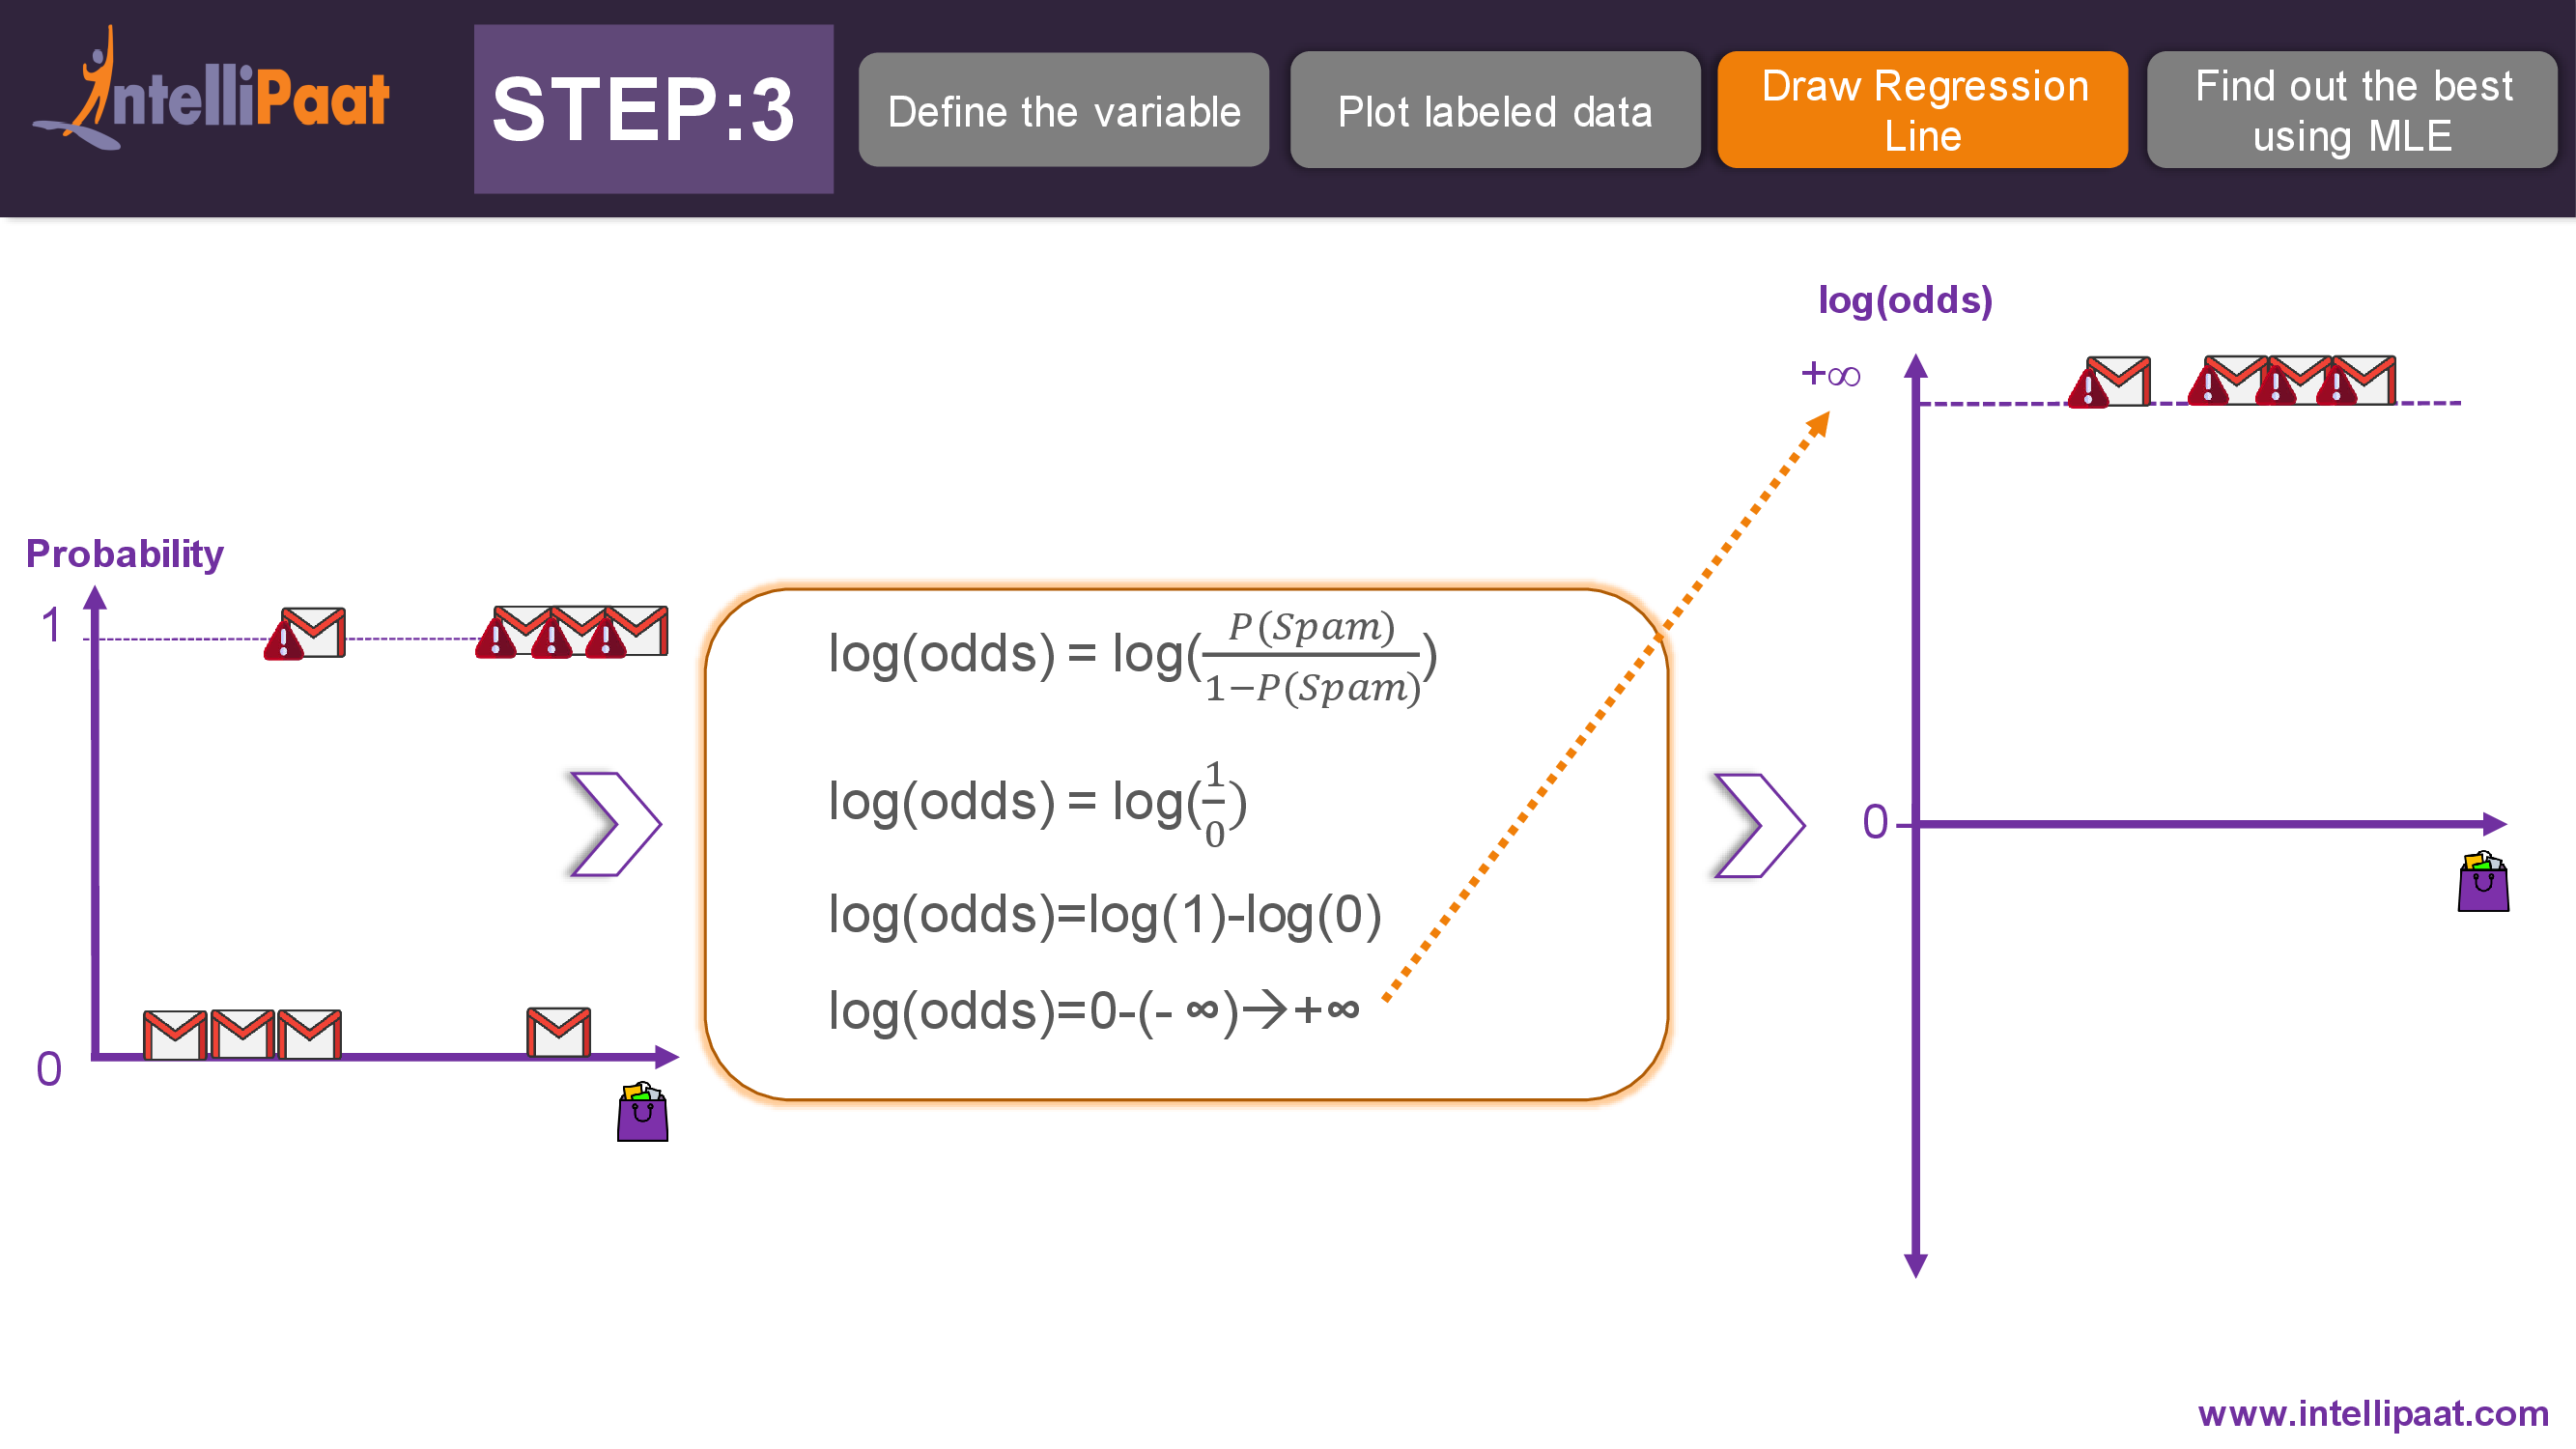 IntelliPaat
STEP:3
Define the variable
Plot labeled data
Draw Regression
Line
Find out the best
using MLE
Probability
1
0
log(odds) = log(P(Spam)/1−P(Spam))
log(odds) = log(1/0)
log(odds)=log(1)-log(0)
log(odds)=0-(- ∞)→+∞
log(odds)
+∞
0
www.intellipaat.com